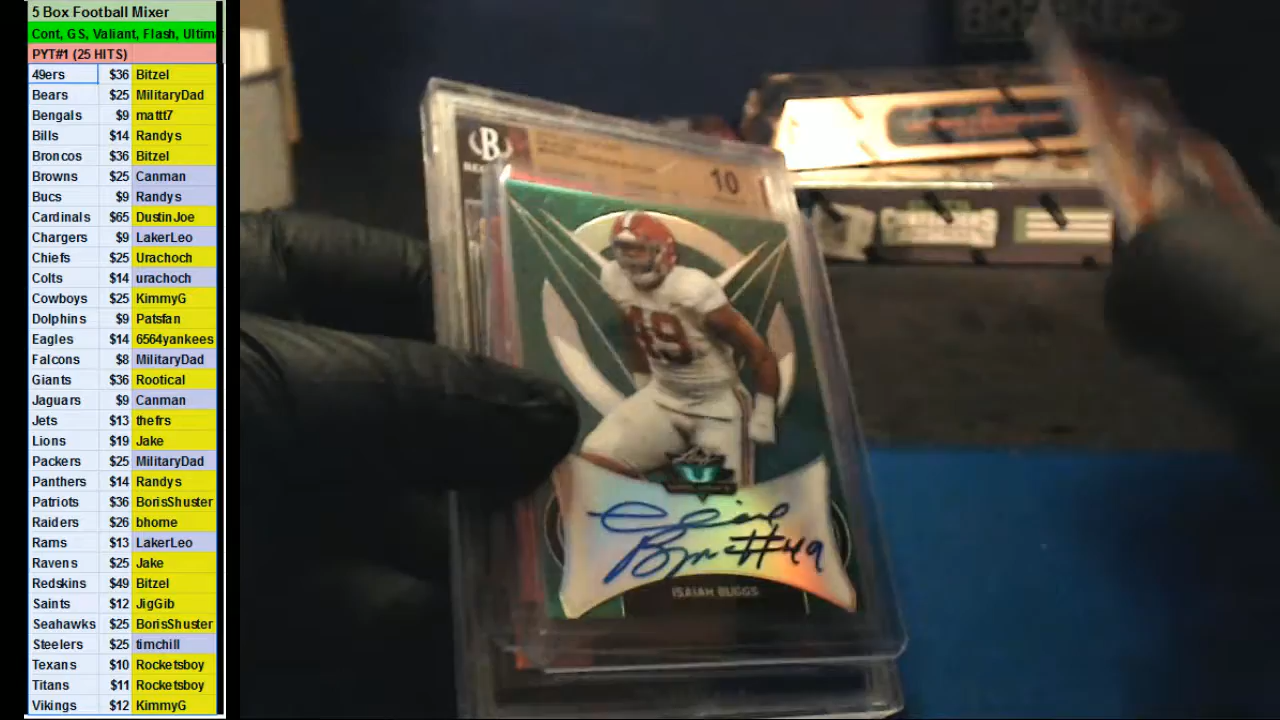 5 Box Football Mixer
Cont, GS, Valiant, Flash, Ultim
PYT#1 (25 HITS)
49ers $36 Bitzel
Bears $25 MilitaryDad
Bengals $9 mattt7
Bills $14 Randys
Broncos $36 Bitzel
Browns $25 Canman
Bucs $9 Randys
Cardinals $65 DustinJoe
Chargers $9 LakerLeo
Chiefs $25 Urachoch
Colts $14 urachoch
Cowboys $25 KimmyG
Dolphins $9 Patsfan
Eagles $14 6564yankees
Falcons $8 MilitaryDad
Giants $36 Rootical
Jaguars $9 Canman
Jets $13 thefrs
Lions $19 Jake
Packers $25 MilitaryDad
Panthers $14 Randys
Patriots $36 BorisShuster
Raiders $26 bhorne
Rams $13 LakerLeo
Ravens $25 Jake
Redskins $49 Bitzel
Saints $12 JigGib
Seahawks $25 BorisShuster
Steelers $25 timchill
Texans $10 Rocketsboy
Titans $11 Rocketsboy
Vikings $12 KimmyG
BREAKERS
B
10
49
Leaf
#49
ISAIAH BUGGS